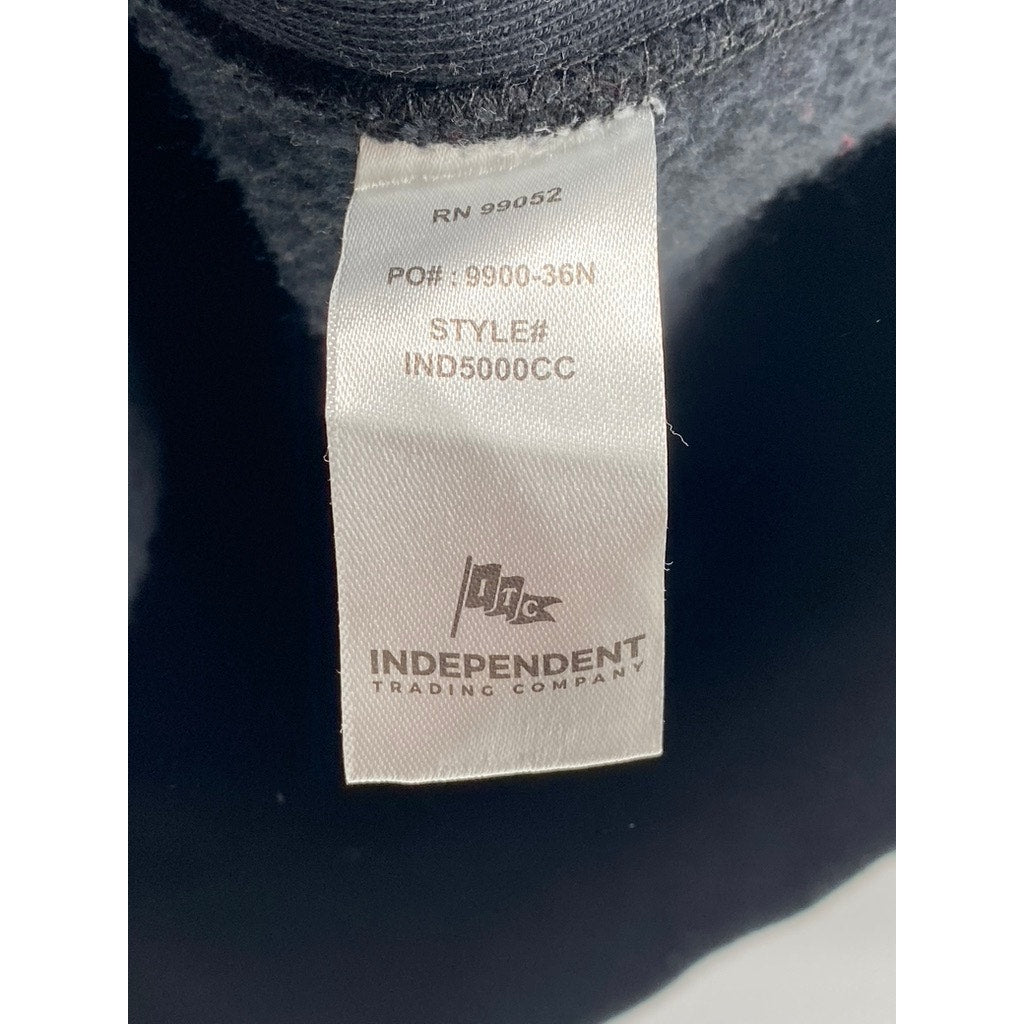 RN 99052
PO# : 9900-36N
STYLE#
IND5000CC
ITC
INDEPENDENT
TRADING COMPANY